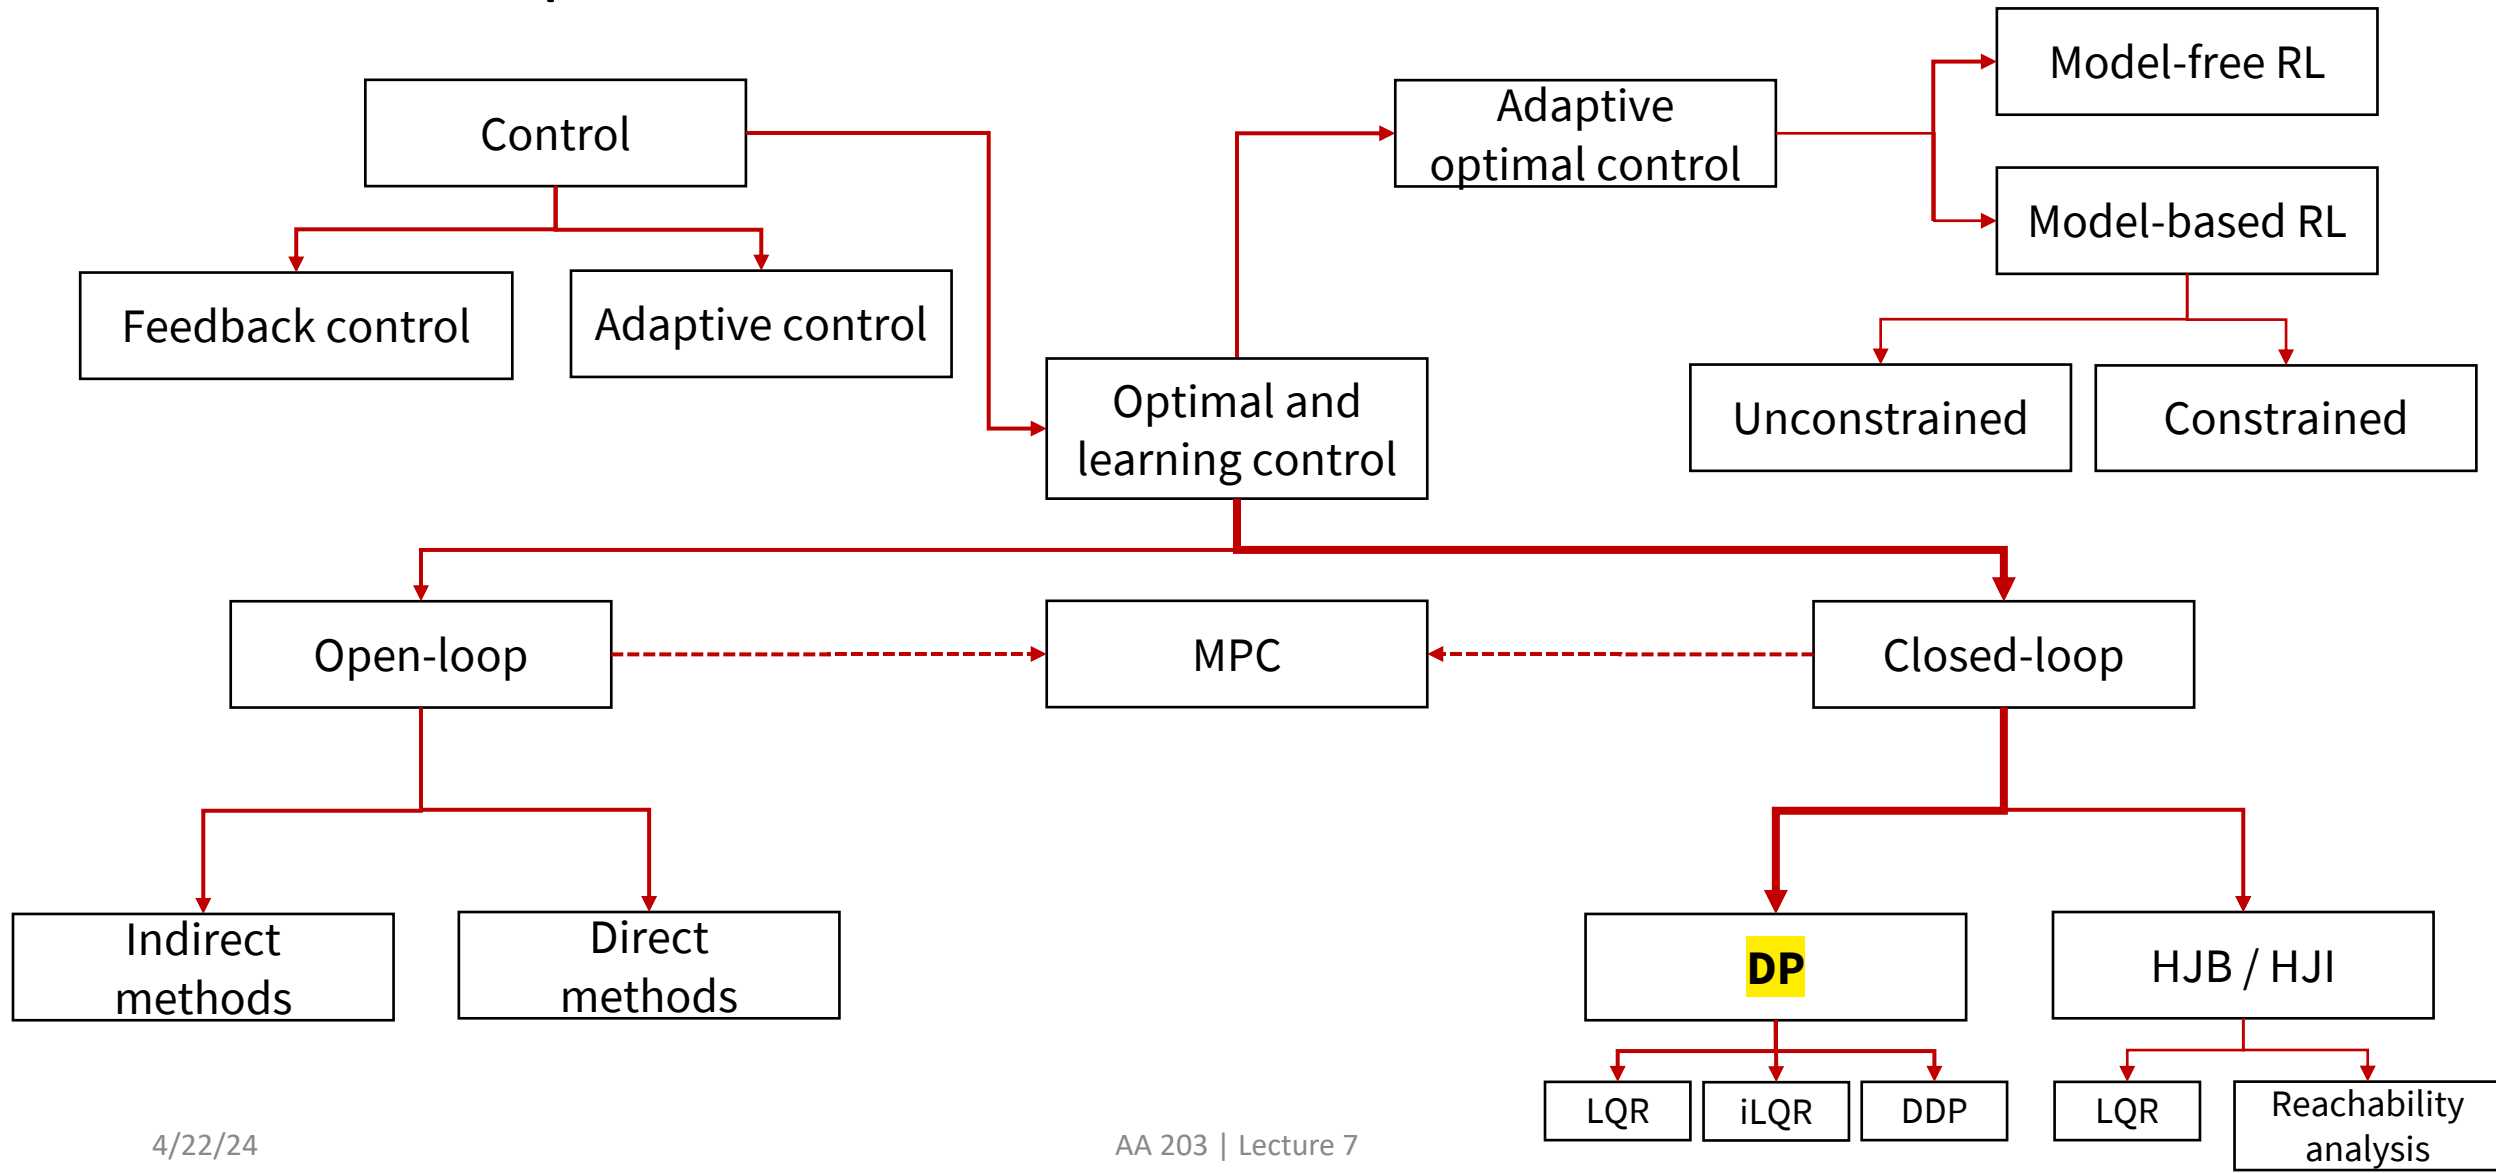 Model-free RL
Control
Adaptive
optimal control
Model-based RL
Feedback control
Adaptive control
Optimal and
learning control
Unconstrained
Constrained
Open-loop
MPC
Closed-loop
Indirect
methods
Direct
methods
DP
HJB / HJI
LQR
iLQR
DDP
LQR
Reachability
analysis
4/22/24
AA 203 | Lecture 7